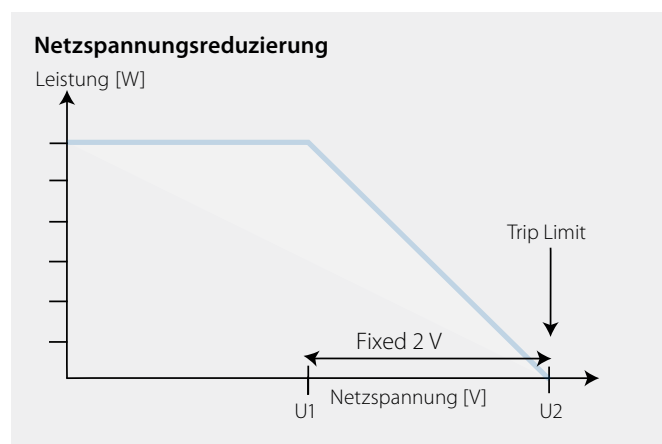 Netzspannungsreduzierung
Leistung [W]
Trip Limit
Fixed 2 V
Netzspannung [V]
U1
U2